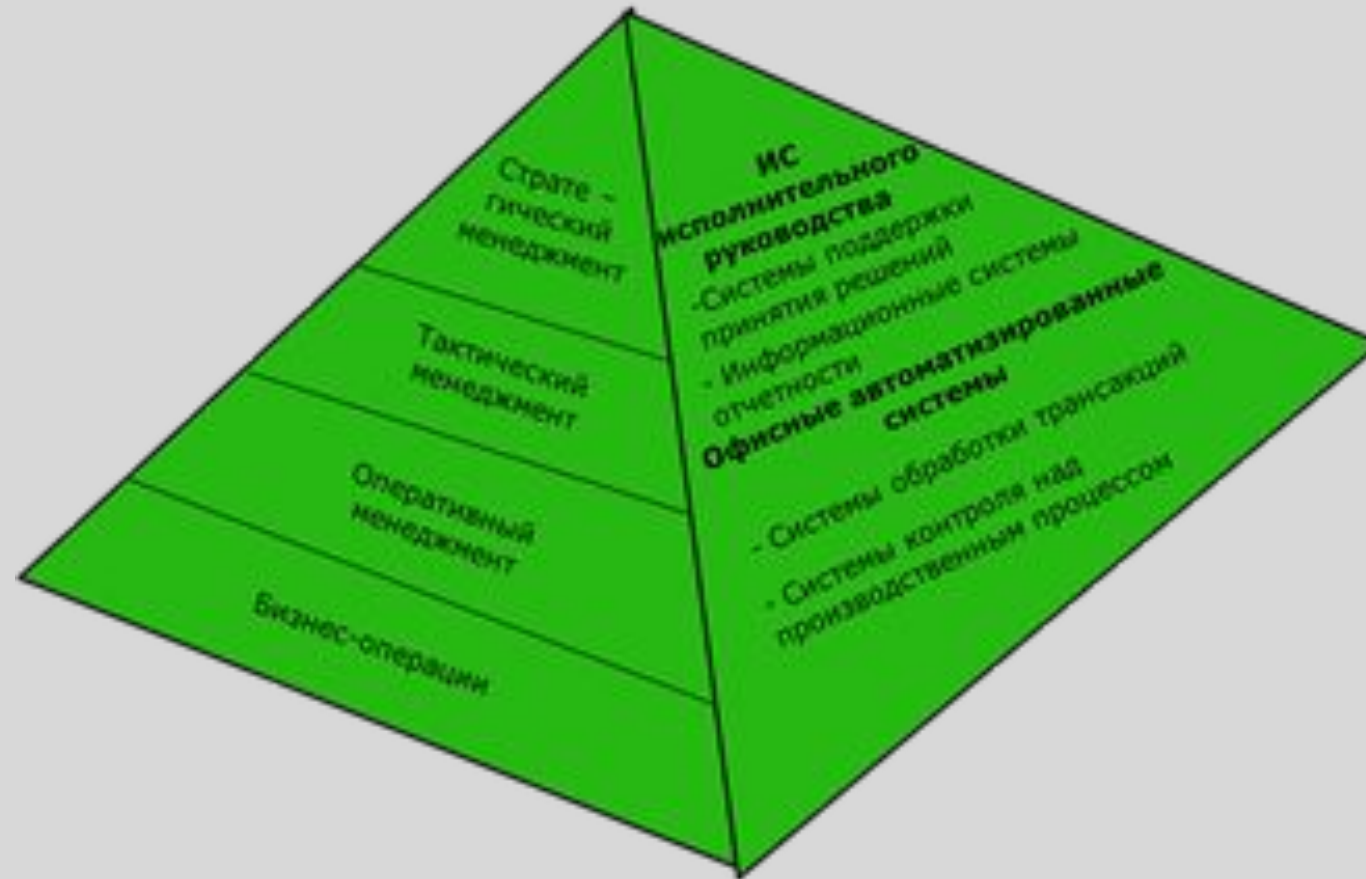 Страте –
гический
менеджмент
Тактический
менеджмент
Оперативный
менеджмент
Бизнес-операции
ИС
исполнительного
руководства
-Системы поддержки
принятия решений
- Информационные системы
отчетности
Офисные автоматизированные
системы
- Системы обработки трансакций
- Системы контроля над
производственным процессом